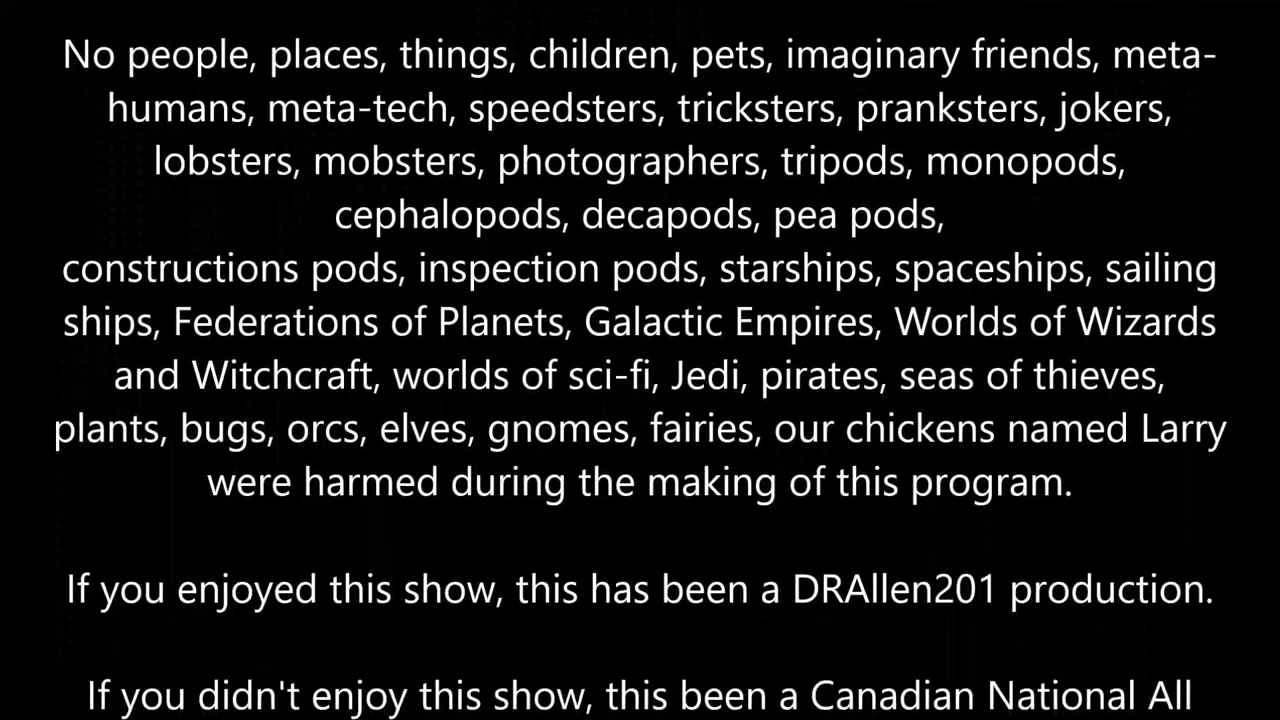 No people, places, things, children, pets, imaginary friends, meta-
humans, meta-tech, speedsters, tricksters, pranksters, jokers,
lobsters, mobsters, photographers, tripods, monopods,
cephalopods, decapods, pea pods,
constructions pods, inspection pods, starships, spaceships, sailing
ships, Federations of Planets, Galactic Empires, Worlds of Wizards
and Witchcraft, worlds of sci-fi, Jedi, pirates, seas of thieves,
plants, bugs, orcs, elves, gnomes, fairies, our chickens named Larry
were harmed during the making of this program.
If you enjoyed this show, this has been a DRAllen201 production.
If you didn't enjoy this show, this been a Canadian National All